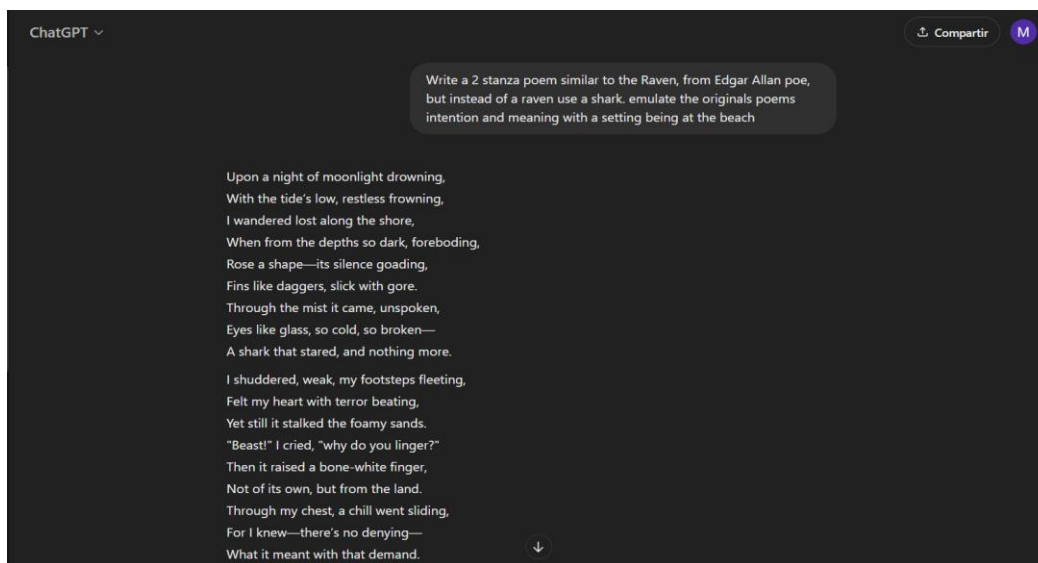 ChatGPT
Compartir
M
Write a 2 stanza poem similar to the Raven, from Edgar Allan poe,
but instead of a raven use a shark. emulate the originals poems
intention and meaning with a setting being at the beach
Upon a night of moonlight drowning,
With the tide's low, restless frowning,
I wandered lost along the shore,
When from the depths so dark, foreboding,
Rose a shape—its silence goading,
Fins like daggers, slick with gore.
Through the mist it came, unspoken,
Eyes like glass, so cold, so broken—
A shark that stared, and nothing more.
I shuddered, weak, my footsteps fleeting,
Felt my heart with terror beating,
Yet still it stalked the foamy sands.
"Beast!" I cried, "why do you linger?"
Then it raised a bone-white finger,
Not of its own, but from the land.
Through my chest, a chill went sliding,
For I knew—there's no denying—
What it meant with that demand.